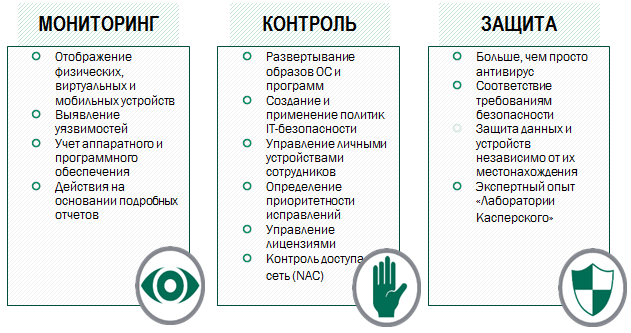 МОНИТОРИНГ
Отображение
физических,
виртуальных и
мобильных устройств
Выявление
уязвимостей
Учет аппаратного и
программного
обеспечения
Действия на
основании подробных
отчетов
КОНТРОЛЬ
Развертывание
образов ОС и
программ
Создание и
применение политик
IT-безопасности
Управление личными
устройствами
сотрудников
Определение
приоритетности
исправлений
Управление
лицензиями
Контроль доступа
сеть (NAC)
ЗАЩИТА
Больше, чем просто
антивирус
Соответствие
требованиям
безопасности
Защита данных и
устройств
независимо от их
местонахождения
Экспертный опыт
«Лаборатории
Касперского»